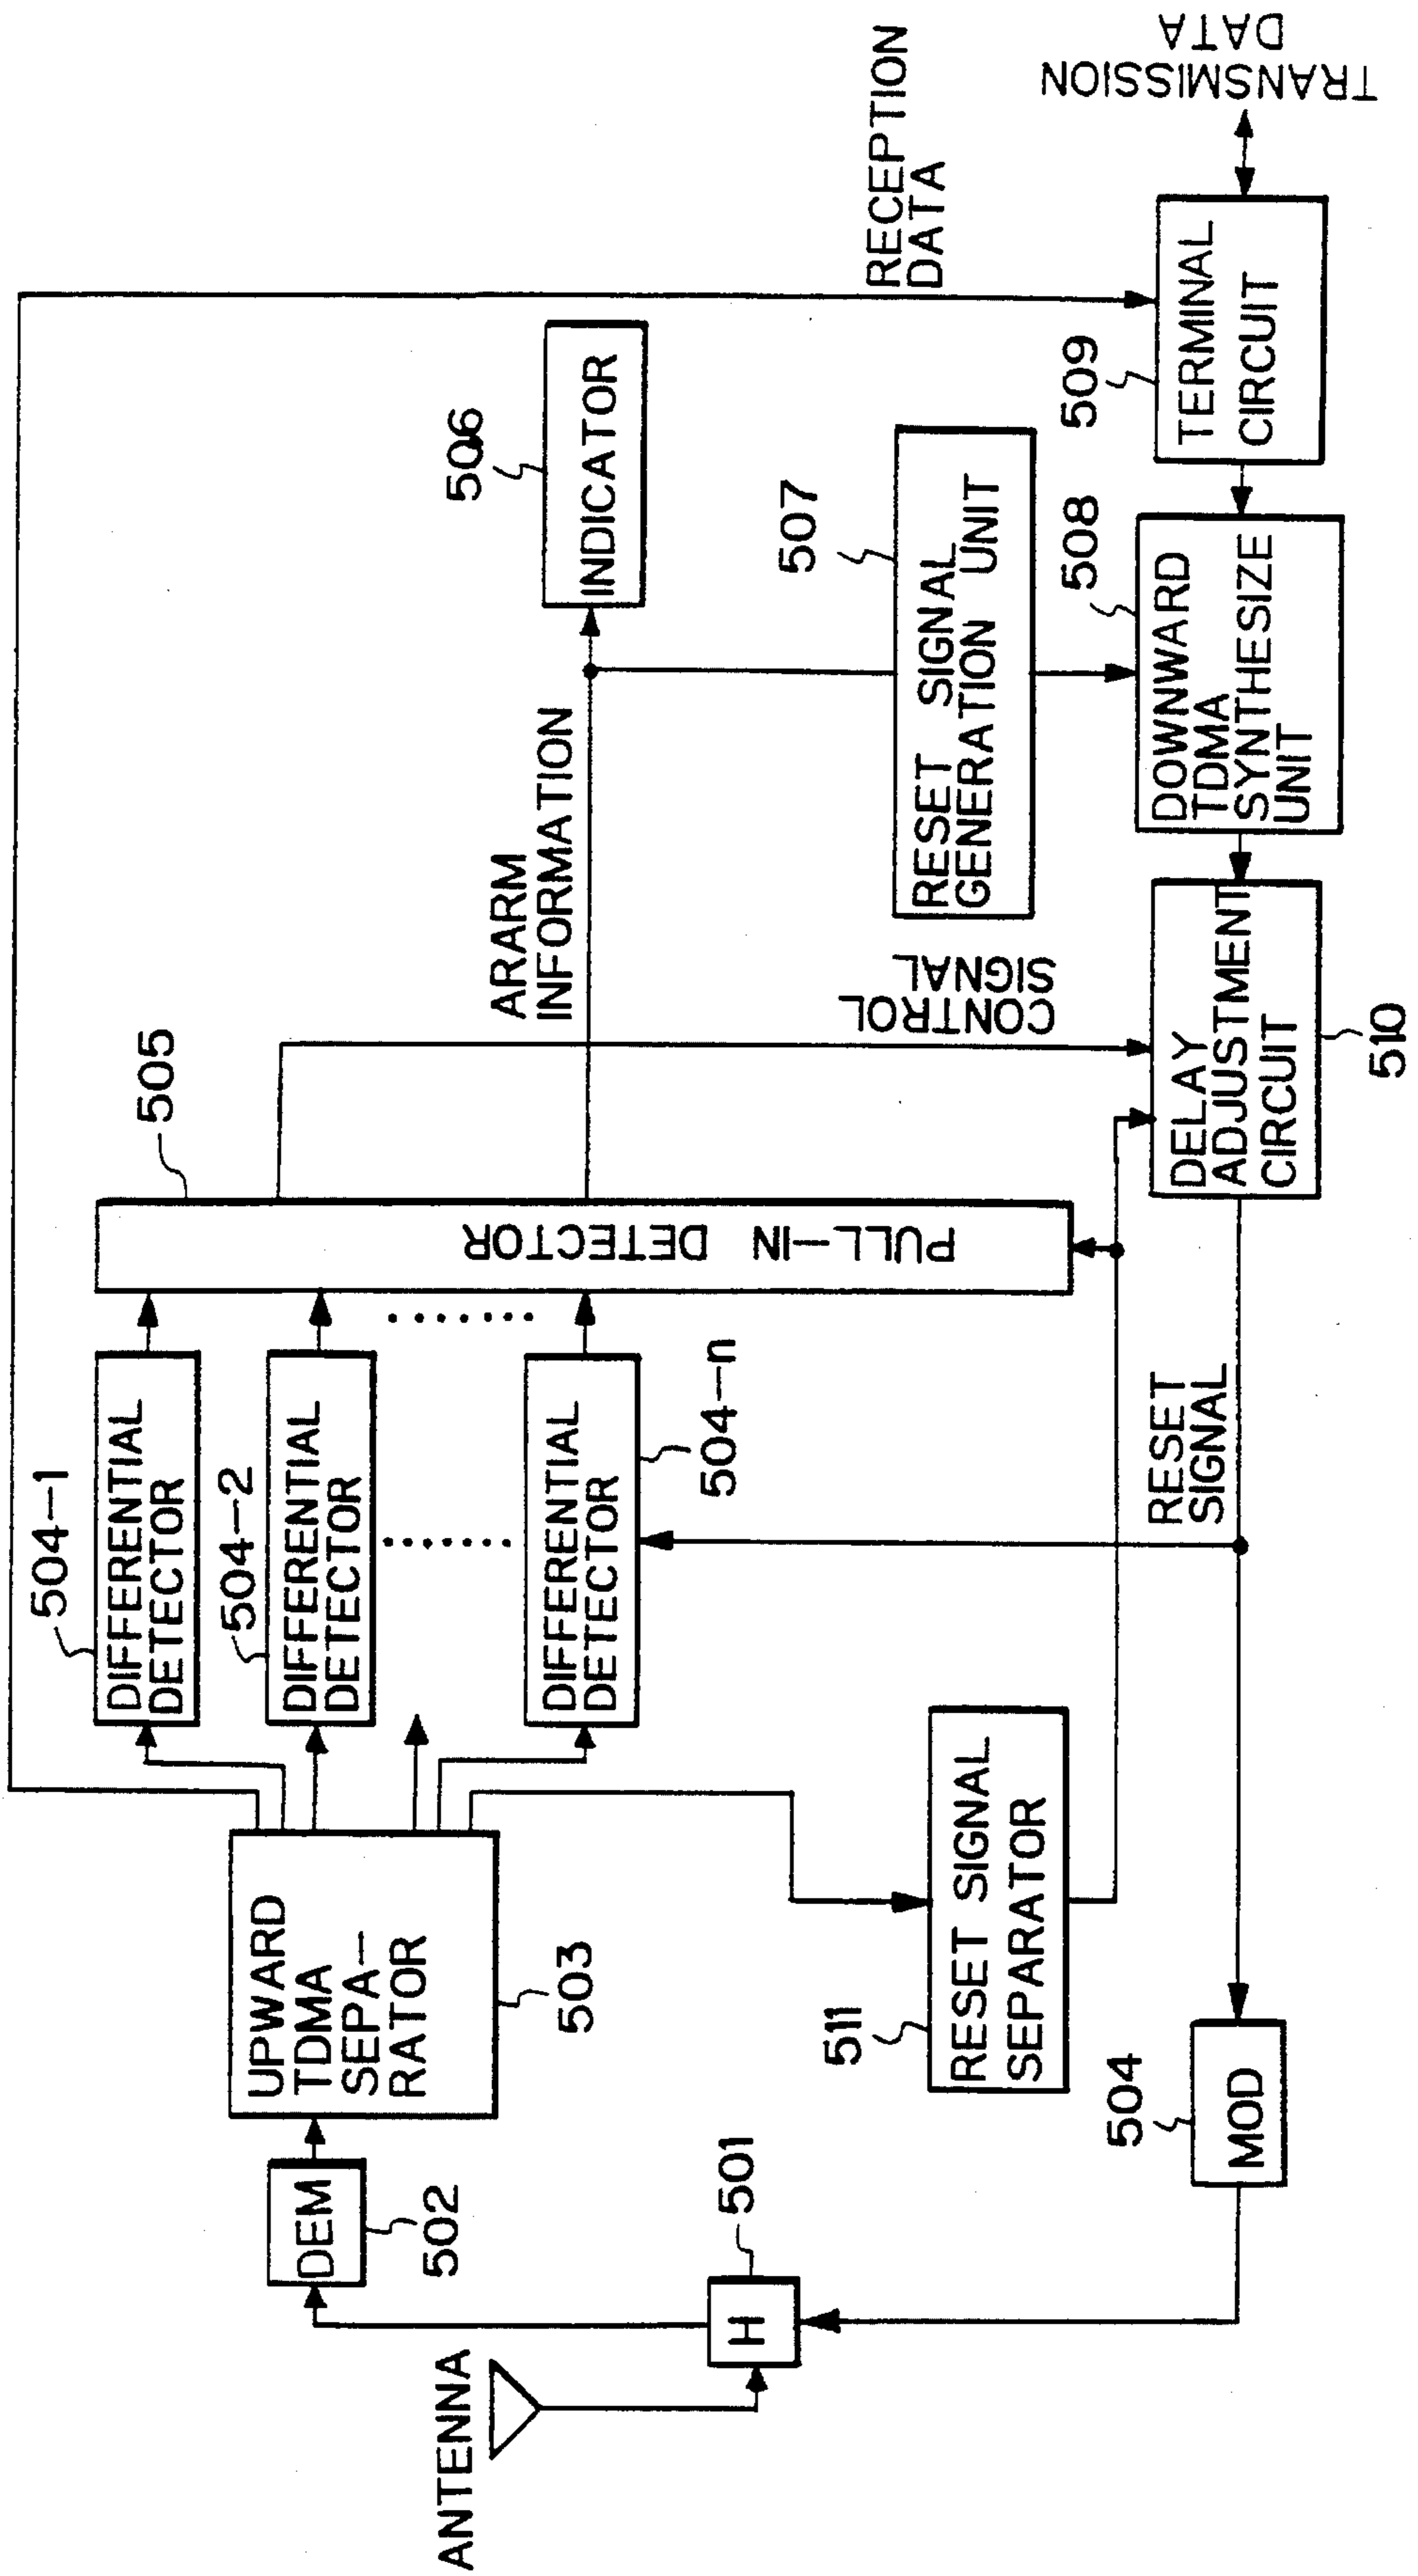 ANTENNA
H
501
DEM
502
UPWARD
TDMA
SEPA-
RATOR
503
504-1
DIFFERENTIAL
DETECTOR
504-2
DIFFERENTIAL
DETECTOR
DIFFERENTIAL
DETECTOR
504-n
505
PULL-IN DETECTOR
ARARM
INFORMATION
506
INDICATOR
RECEPTION
DATA
CONTROL
SIGNAL
507
RESET SIGNAL
GENERATION UNIT
511
RESET SIGNAL
SEPARATOR
504
MOD
RESET
SIGNAL
DELAY
ADJUSTMENT
CIRCUIT
510
508
DOWNWARD
TDMA
SYNTHESIZE
UNIT
509
TERMINAL
CIRCUIT
TRANSMISSION
DATA